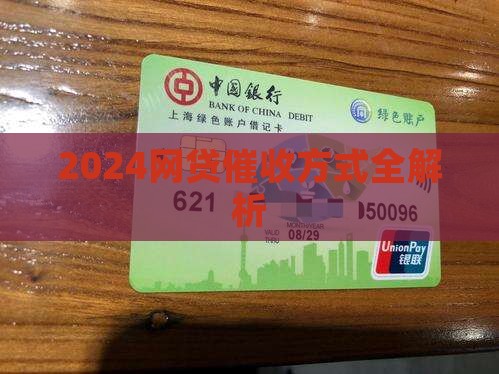 中国银行
BANK OF CHINA DEBIT
上海绿色账户借记卡
绿色账户
2024网贷催收方式全解
析
621
50096
08/29
UnionPay
银联